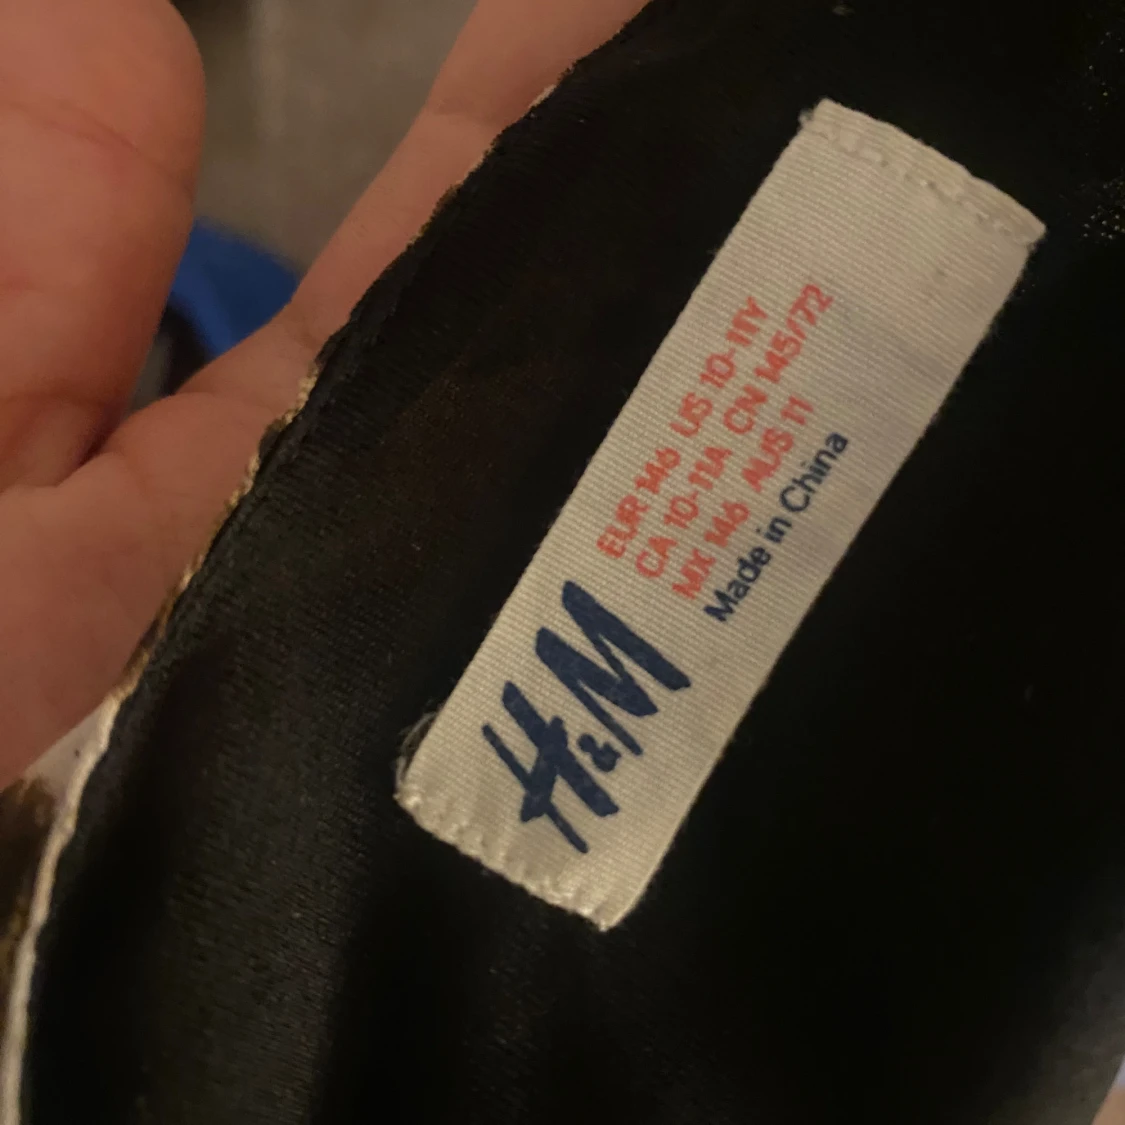 H&M
EUR 146 US 10-11Y
CA 10-11A CN 145/72
MX 146 AUS 11
Made in China